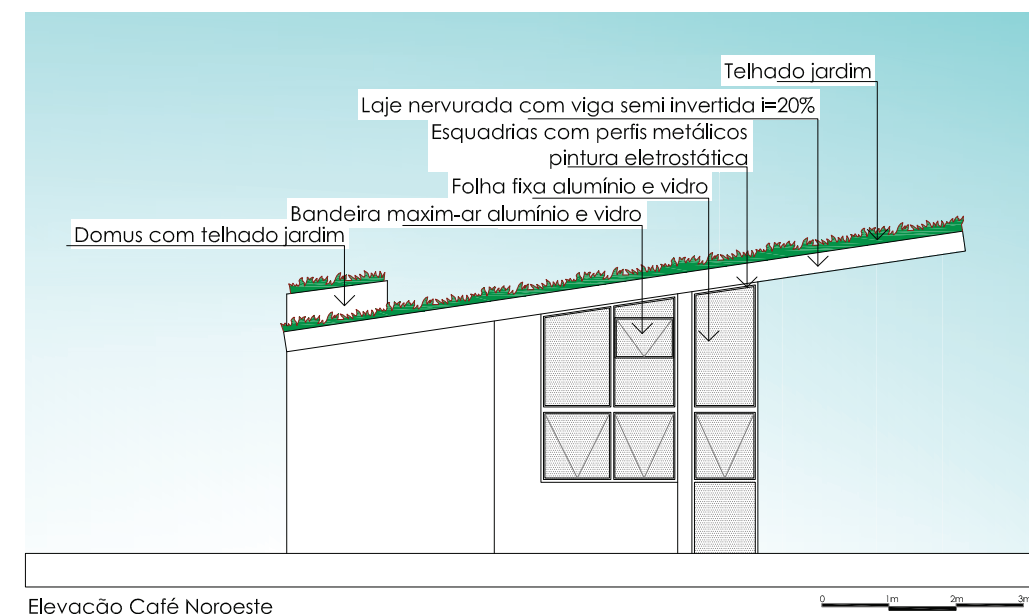 Telhado jardim
Laje nervurada com viga semi invertida i=20%
Esquadrias com perfis metálicos
pintura eletrostática
Folha fixa alumínio e vidro
Bandeira maxim-ar alumínio e vidro
Domus com telhado jardim
Elevação Café Noroeste
0 1m 2m 3m